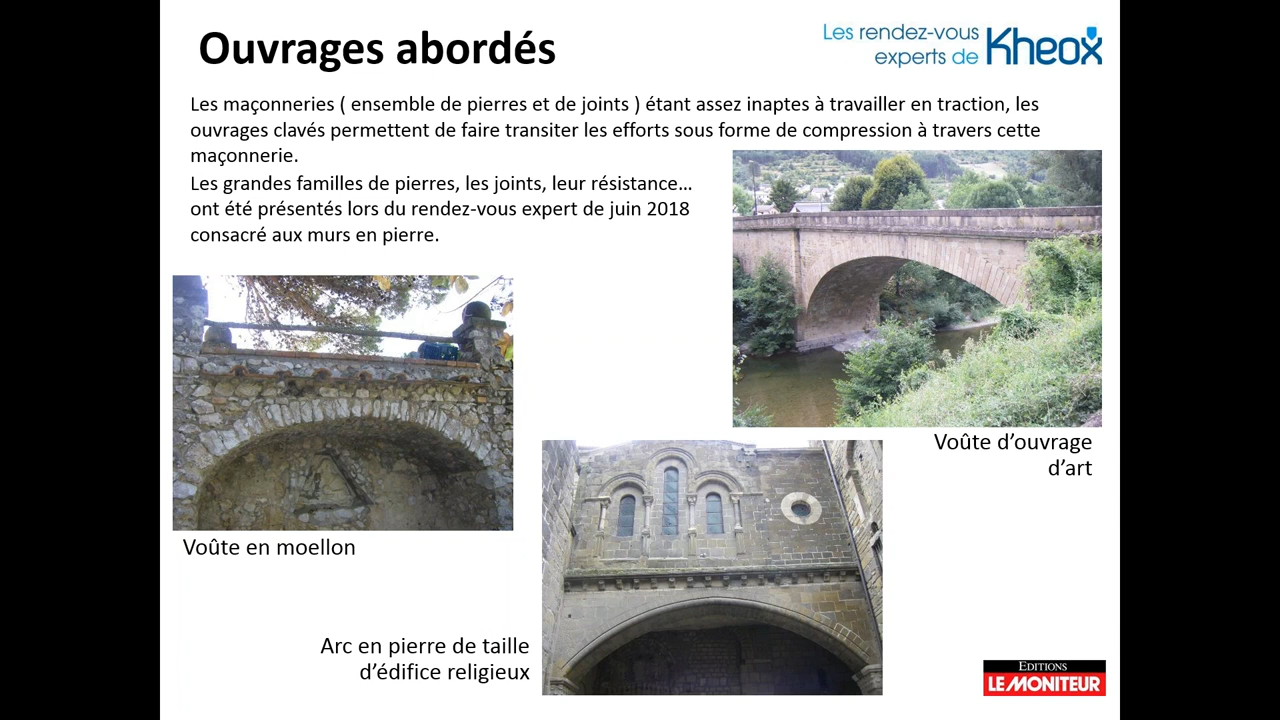 Ouvrages abordés
Les rendez-vous
experts de Kheox
Les maçonneries ( ensemble de pierres et de joints ) étant assez inaptes à travailler en traction, les
ouvrages clavés permettent de faire transiter les efforts sous forme de compression à travers cette
maçonnerie.
Les grandes familles de pierres, les joints, leur résistance…
ont été présentés lors du rendez-vous expert de juin 2018
consacré aux murs en pierre.
Voûte d’ouvrage
d’art
Voûte en moellon
Arc en pierre de taille
d’édifice religieux
EDITIONS
LE MONITEUR